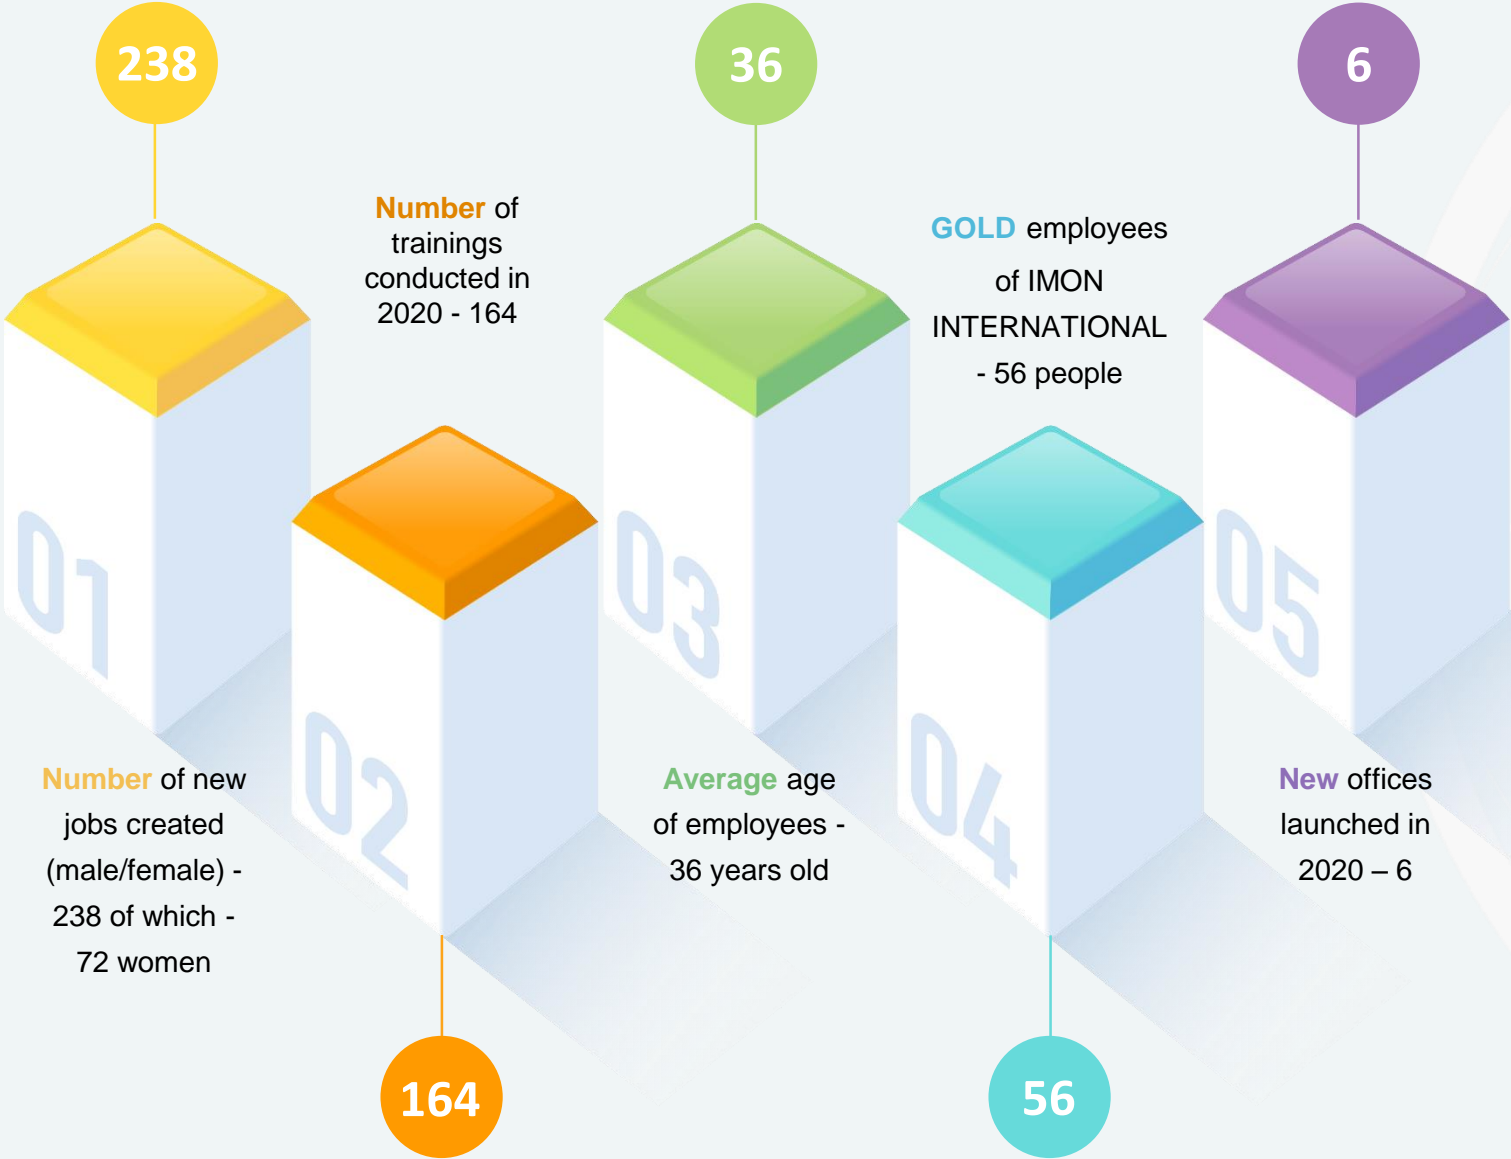 238
36
6
Number of
trainings
conducted in
2020 - 164
GOLD employees
of IMON
INTERNATIONAL
- 56 people
01
02
03
04
05
Number of new
jobs created
(male/female) -
238 of which -
72 women
Average age
of employees -
36 years old
New offices
launched in
2020 – 6
164
56